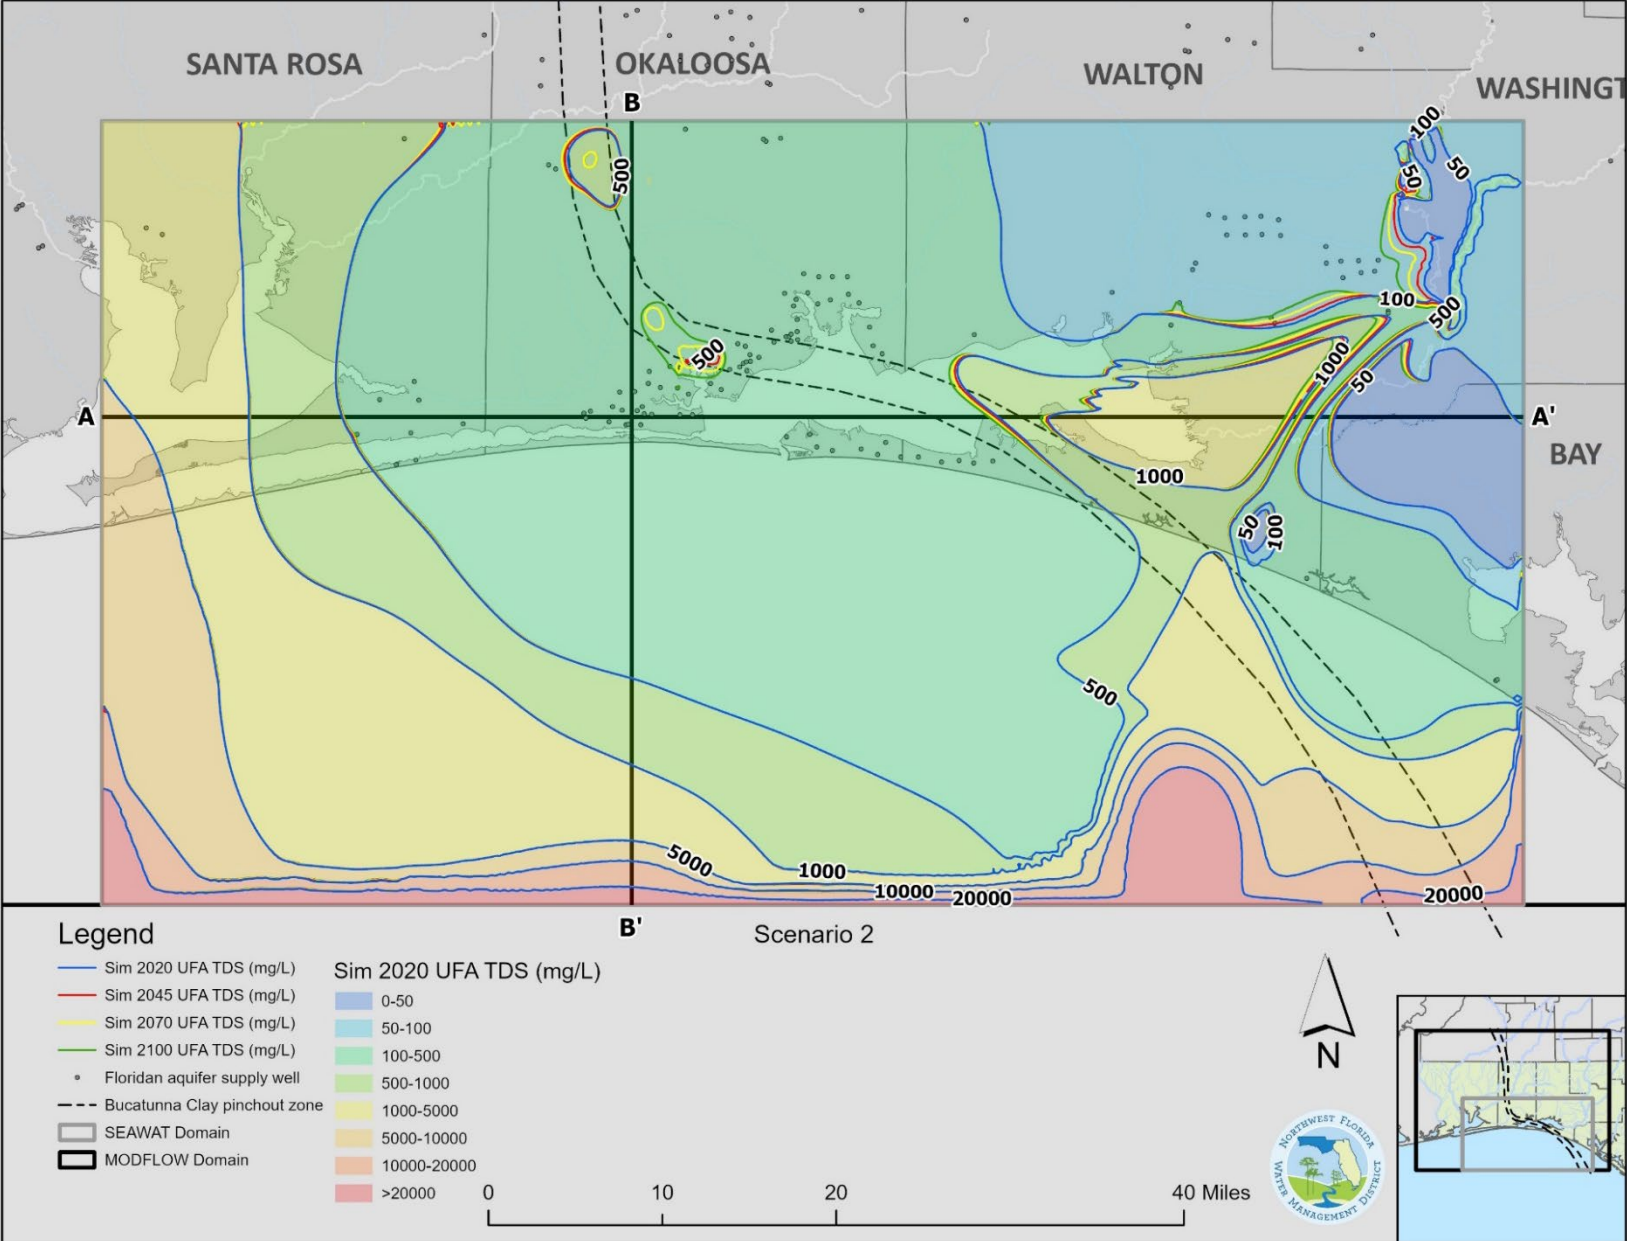 SANTA ROSA
OKALOOSA
WALTON
WASHINGT
B
100
50
50
500
100
500
500
1000
50
A
A'
BAY
1000
50
100
500
5000
1000
10000
20000
20000
B'
Scenario 2
Legend
Sim 2020 UFA TDS (mg/L)
Sim 2045 UFA TDS (mg/L)
Sim 2070 UFA TDS (mg/L)
Sim 2100 UFA TDS (mg/L)
Floridan aquifer supply well
Bucatunna Clay pinchout zone
SEAWAT Domain
MODFLOW Domain
Sim 2020 UFA TDS (mg/L)
0-50
50-100
100-500
500-1000
1000-5000
5000-10000
10000-20000
>20000
0 10 20 40 Miles
N
NORTHWEST FLORIDA
WATER MANAGEMENT DISTRICT